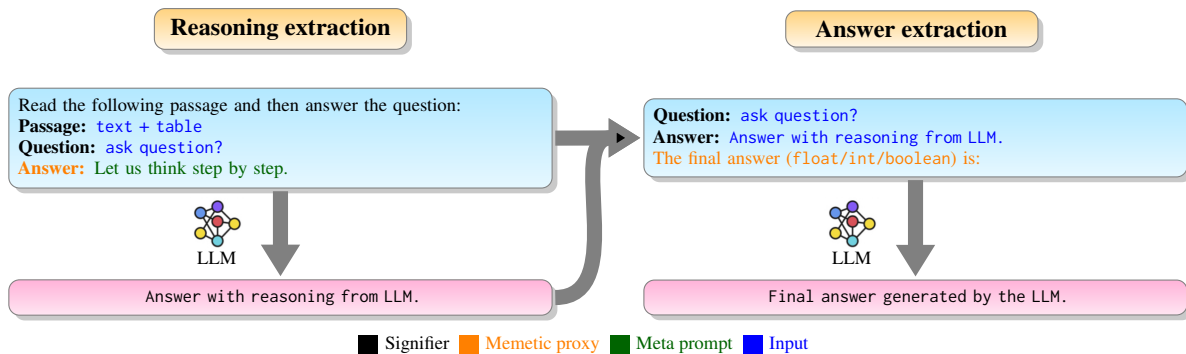 Reasoning extraction
Answer extraction
Read the following passage and then answer the question:
Passage: text + table
Question: ask question?
Answer: Let us think step by step.
Question: ask question?
Answer: Answer with reasoning from LLM.
The final answer (float/int/boolean) is:
LLM
LLM
Answer with reasoning from LLM.
Final answer generated by the LLM.
Signifier Memetic proxy Meta prompt Input